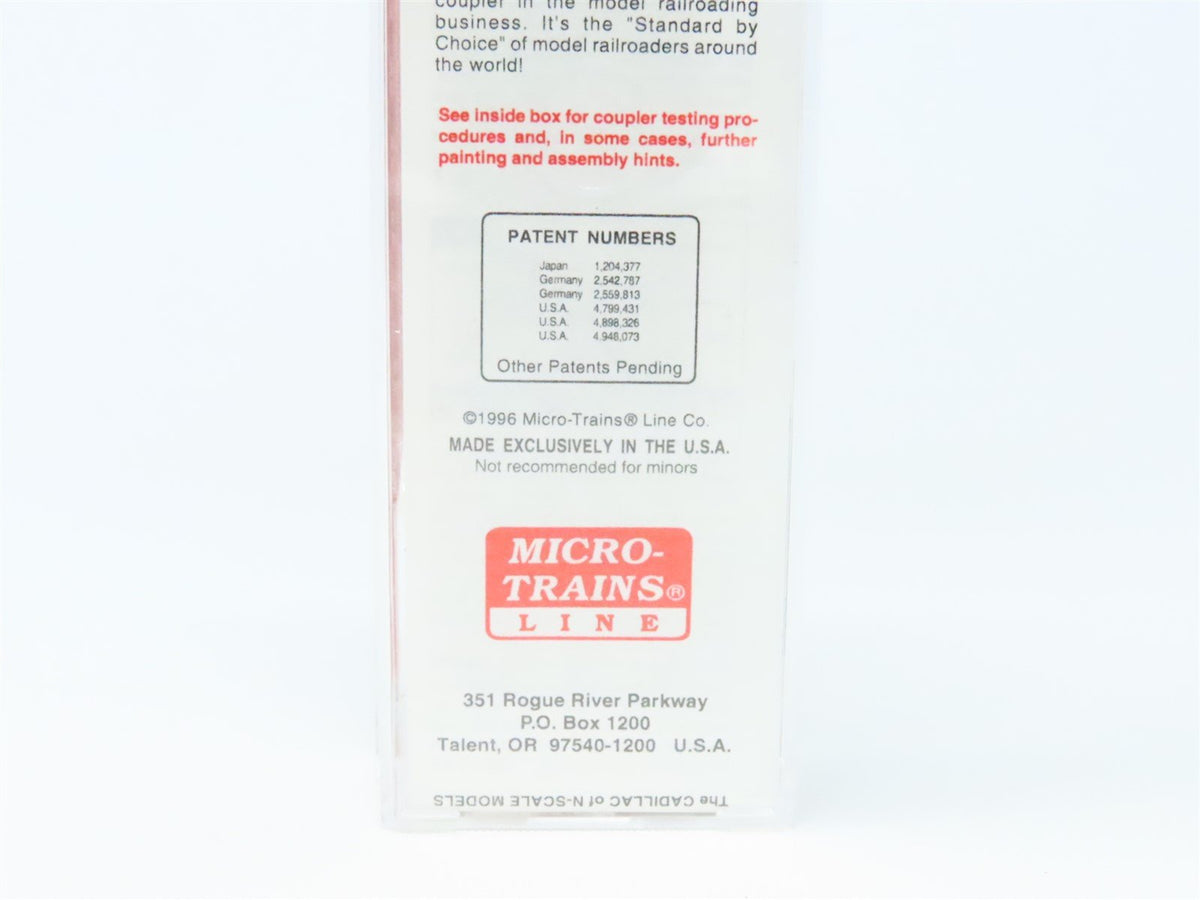 coupler in the model railroading
business. It's the "Standard by
Choice" of model railroaders around
the world!
See inside box for coupler testing pro-
cedures and, in some cases, further
painting and assembly hints.
PATENT NUMBERS
Japan 1,204,377
Germany 2,542,787
Germany 2,559,813
U.S.A. 4,799,431
U.S.A. 4,898,326
U.S.A. 4,948,073
Other Patents Pending
©1996 Micro-Trains® Line Co.
MADE EXCLUSIVELY IN THE U.S.A.
Not recommended for minors
MICRO-
TRAINS®
LINE
351 Rogue River Parkway
P.O. Box 1200
Talent, OR 97540-1200 U.S.A.
The CADILLAC of N-SCALE MODELS